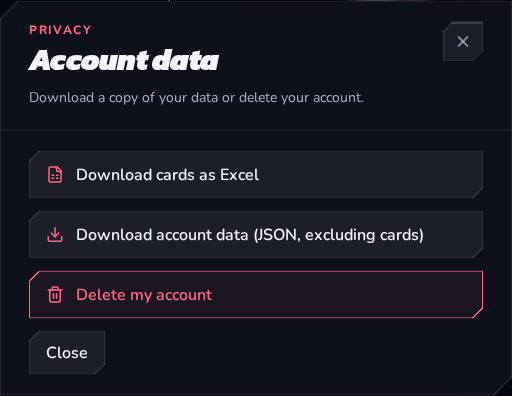 PRIVACY
Account data
Download a copy of your data or delete your account.
Download cards as Excel
Download account data (JSON, excluding cards)
Delete my account
Close